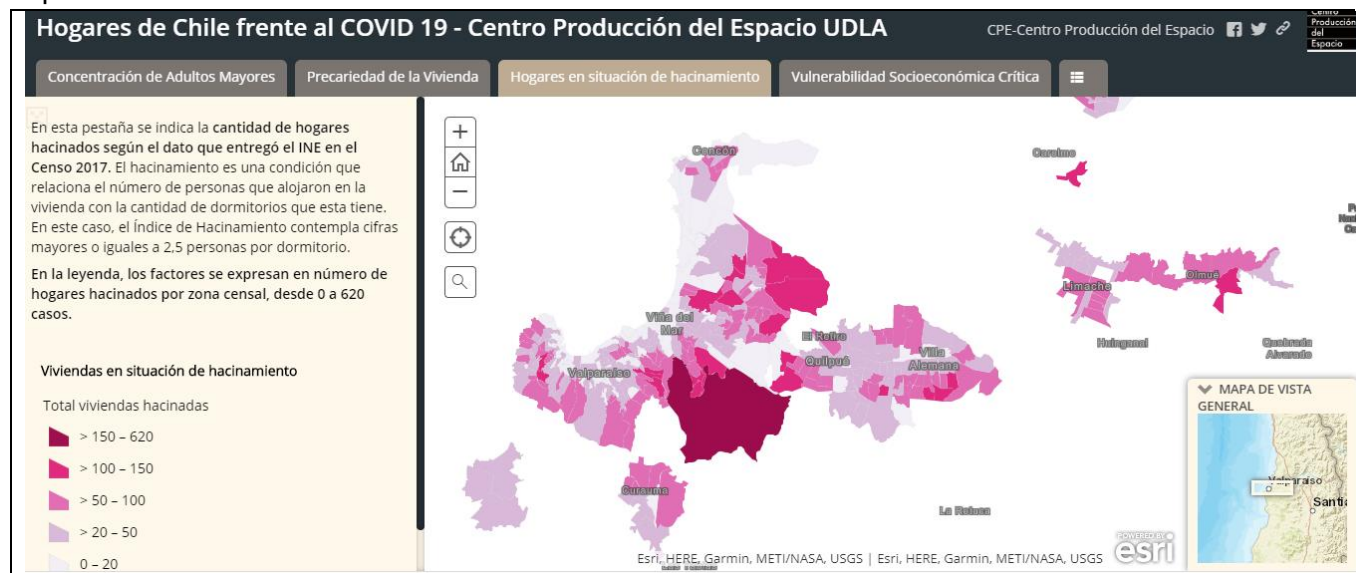 Hogares de Chile frente al COVID 19 - Centro Producción del Espacio UDLA
CPE-Centro Producción del Espacio
Centro
Producción
del
Espacio
Concentración de Adultos Mayores
Precariedad de la Vivienda
Hogares en situación de hacinamiento
Vulnerabilidad Socioeconómica Crítica
En esta pestaña se indica la cantidad de hogares
hacinados según el dato que entregó el INE en el
Censo 2017. El hacinamiento es una condición que
relaciona el número de personas que alojaron en la
vivienda con la cantidad de dormitorios que esta tiene.
En este caso, el Índice de Hacinamiento contempla cifras
mayores o iguales a 2,5 personas por dormitorio.
En la leyenda, los factores se expresan en número de
hogares hacinados por zona censal, desde 0 a 620
casos.
Viviendas en situación de hacinamiento
Total viviendas hacinadas
> 150 – 620
> 100 – 150
> 50 – 100
> 20 – 50
0 – 20
+
−
Concón
Viña del
Mar
Valparaíso
El Retiro
Quilpué
Villa
Alemana
Curauma
La Retuca
Limache
Olmué
Huinganal
Quebrada
Alvarado
MAPA DE VISTA
GENERAL
Valparaíso
Santi
Esri, HERE, Garmin, METI/NASA, USGS | Esri, HERE, Garmin, METI/NASA, USGS
POWERED BY
esri